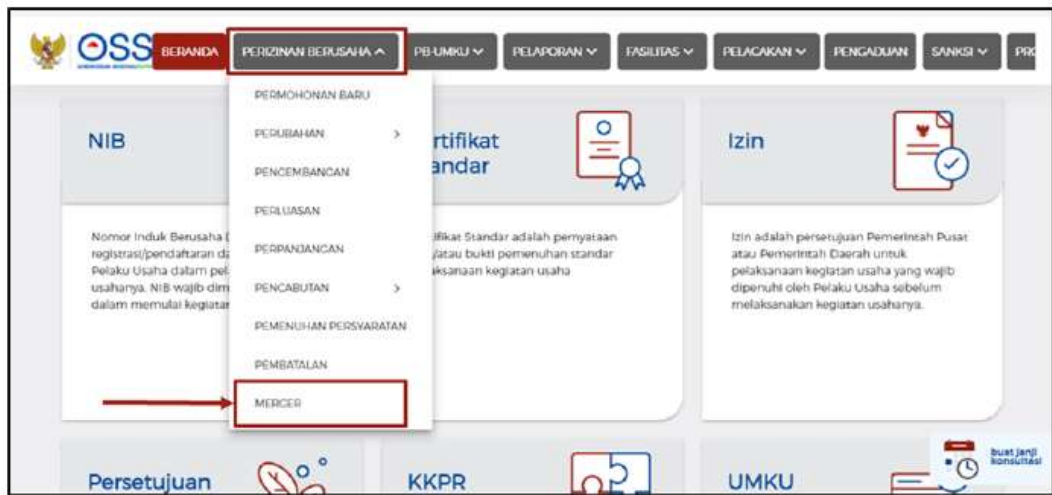 OSS
BERANDA
PERIZINAN BERUSAHA
PB-UMKU
PELAPORAN
FASILITAS
PELACAKAN
PENGADUAN
SANKSI
PRO
PERMOHONAN BARU
PERUBAHAN
PENGEMBANGAN
PERLUASAN
PERPANJANGAN
PENCABUTAN
PEMENUHAN PERSYARATAN
PEMBATALAN
MERGER
NIB
Nomor Induk Berusaha (
registrasi/pendaftaran da
Pelaku Usaha dalam pel
usahanya. NIB wajib dim
dalam memulai kegiatan
rtifikat
andar
ifikat Standar adalah pernyataan
/atau bukti pemenuhan standar
aksanaan kegiatan usaha
Izin
Izin adalah persetujuan Pemerintah Pusat
atau Pemerintah Daerah untuk
pelaksanaan kegiatan usaha yang wajib
dipenuhi oleh Pelaku Usaha sebelum
melaksanakan kegiatan usahanya.
Persetujuan
KKPR
UMKU
buat janji
konsultasi